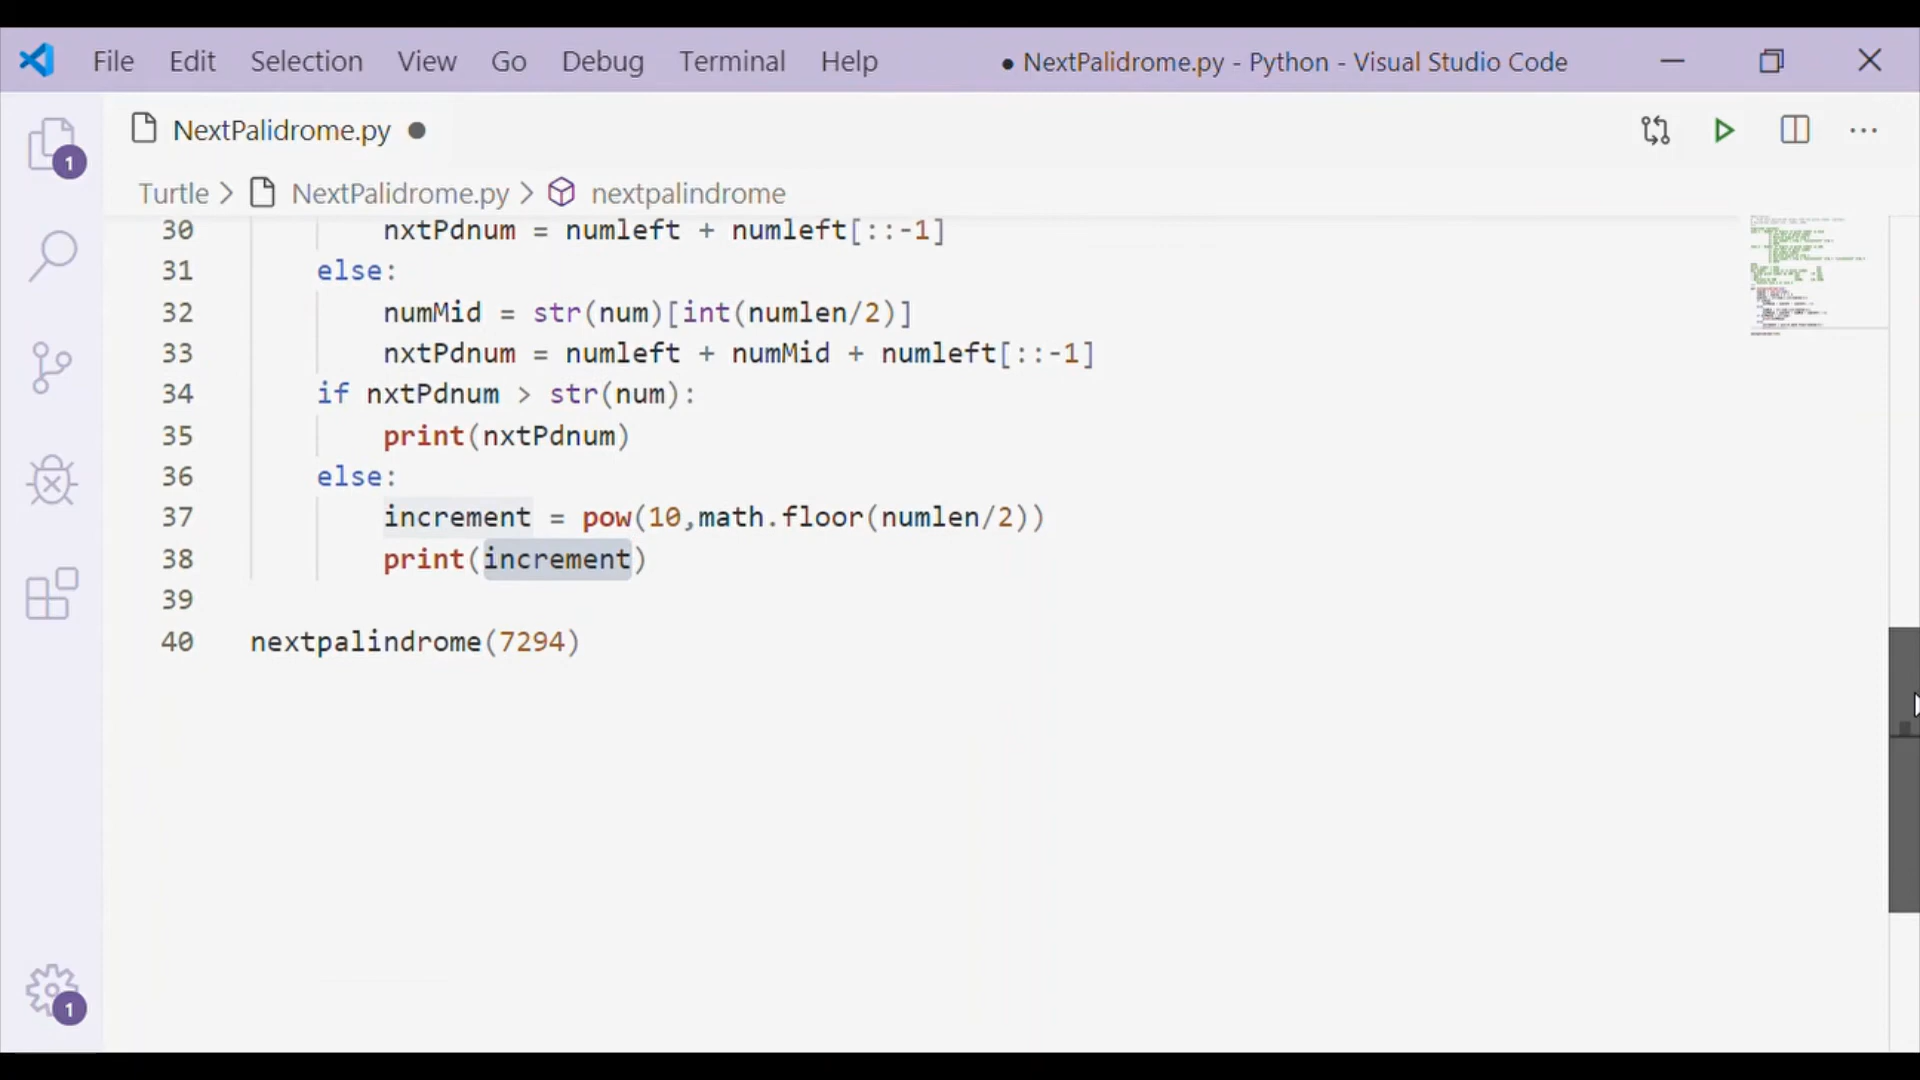 File Edit Selection View Go Debug Terminal Help ● NextPalidrome.py - Python - Visual Studio Code
NextPalidrome.py ●
Turtle > NextPalidrome.py > nextpalindrome
30 nxtPdnum = numleft + numleft[::-1]
31 else:
32 numMid = str(num)[int(numlen/2)]
33 nxtPdnum = numleft + numMid + numleft[::-1]
34 if nxtPdnum > str(num):
35 print(nxtPdnum)
36 else:
37 increment = pow(10,math.floor(numlen/2))
38 print(increment)
39
40 nextpalindrome(7294)
1
1